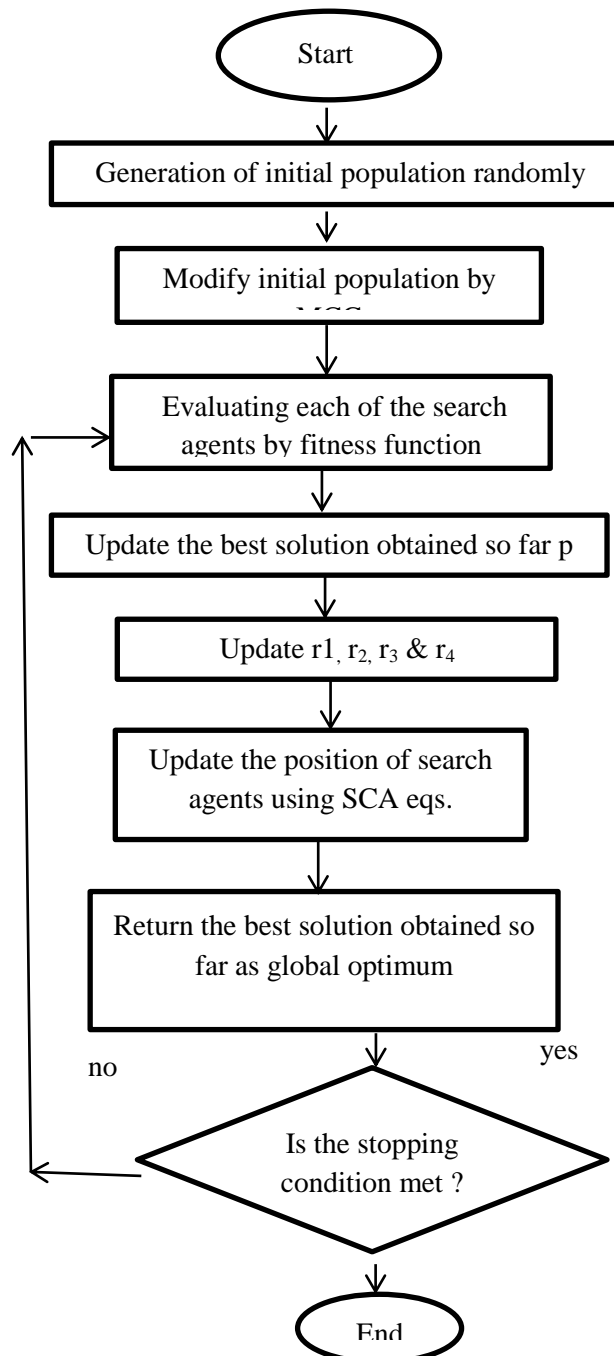 Start
Generation of initial population randomly
Modify initial population by
Evaluating each of the search
agents by fitness function
Update the best solution obtained so far p
Update r1, r₂, r₃ & r₄
Update the position of search
agents using SCA eqs.
Return the best solution obtained so
far as global optimum
yes
no
Is the stopping
condition met ?
End